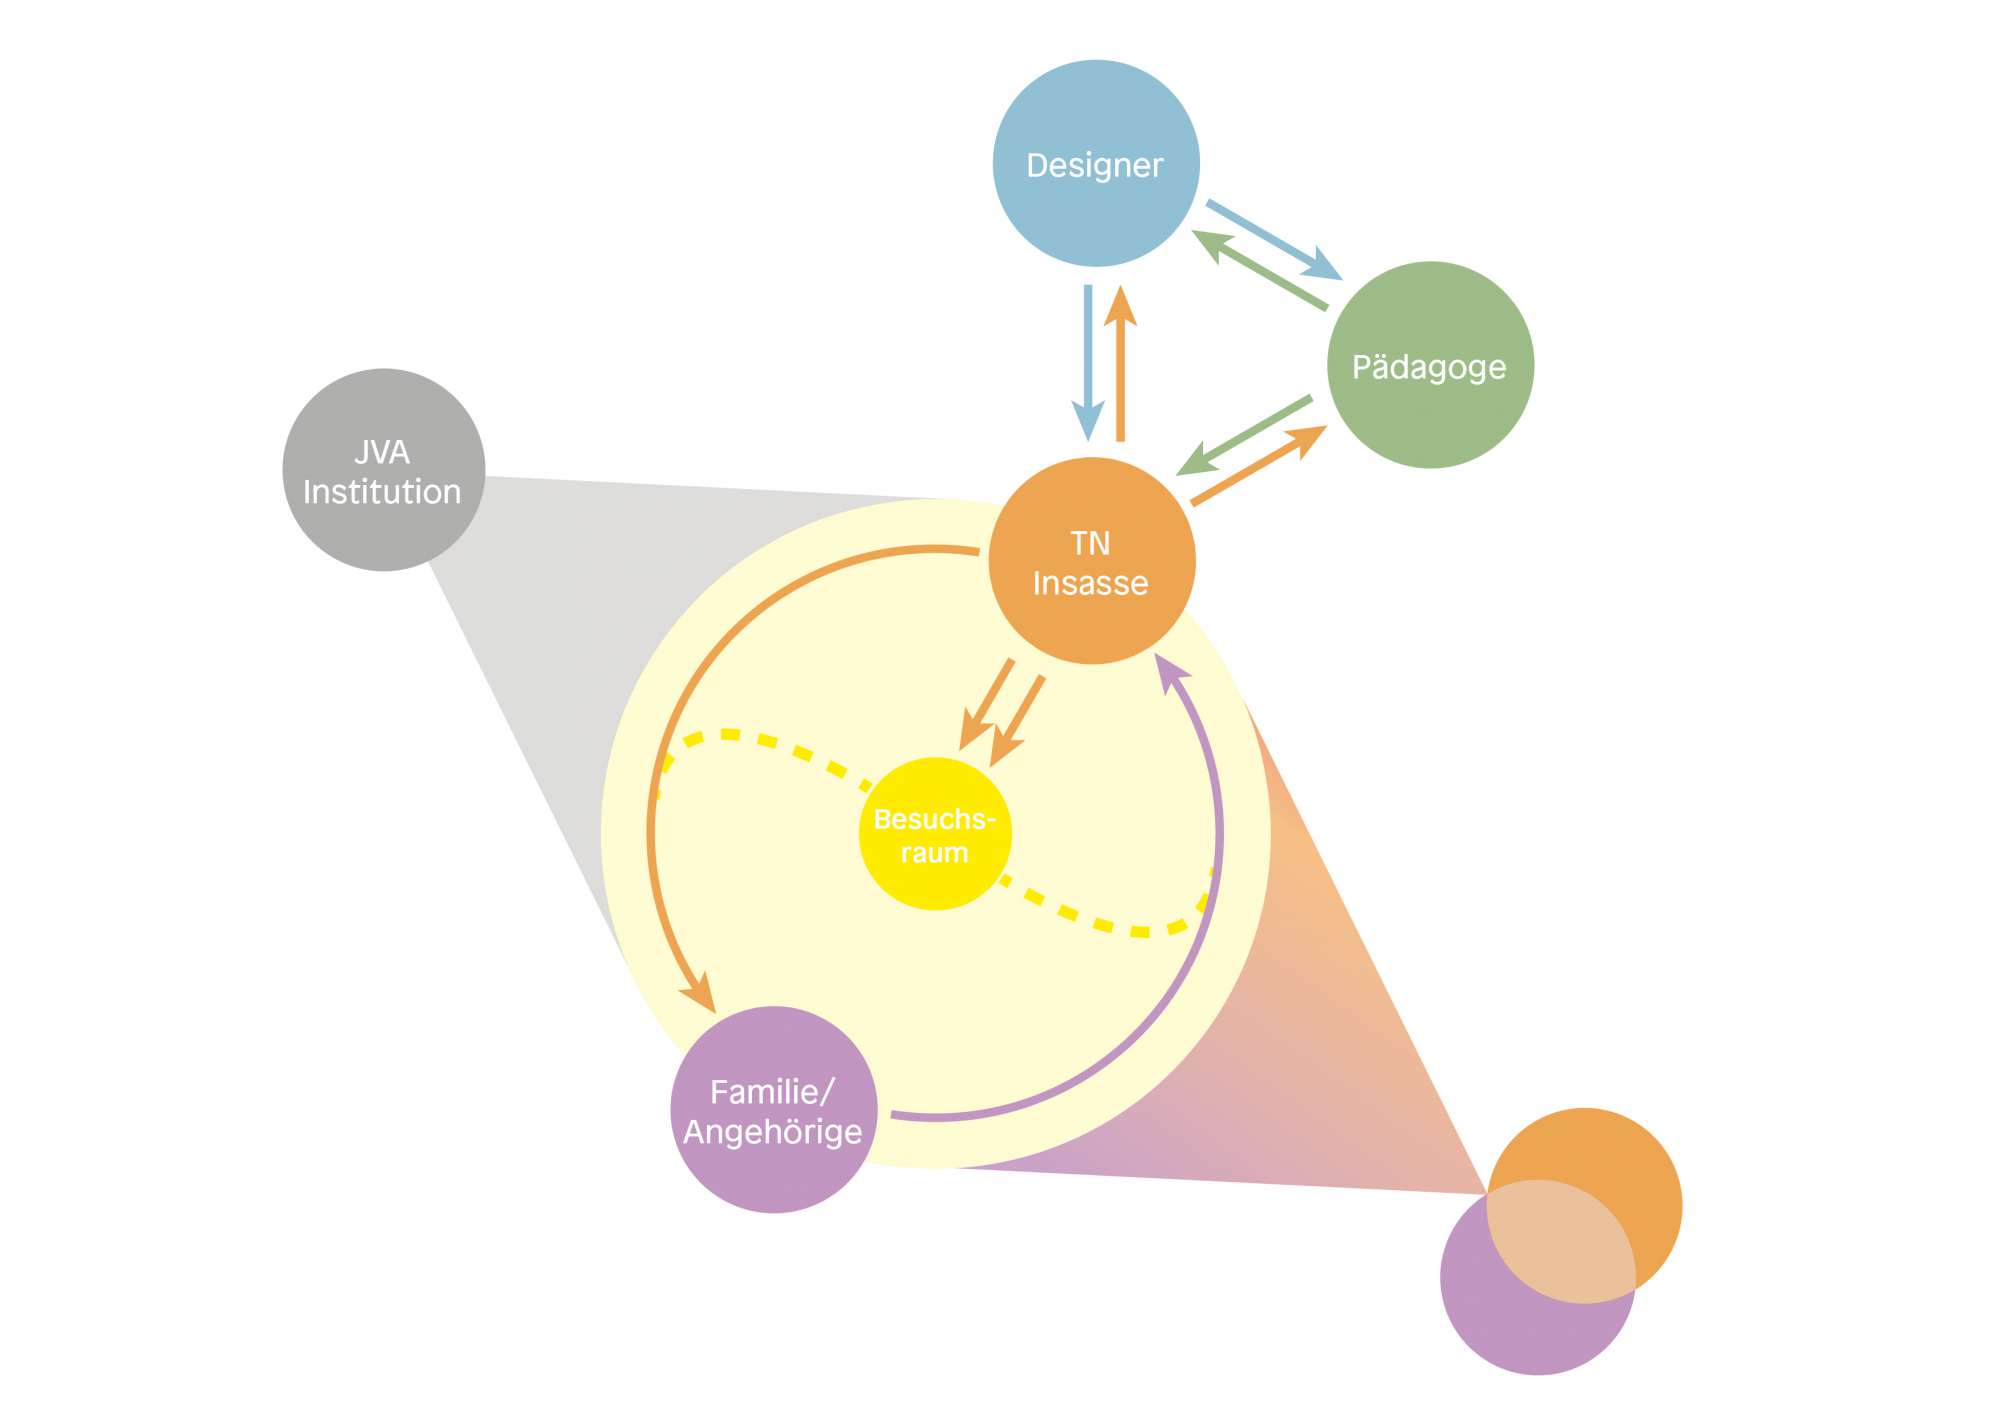 Designer
Pädagoge
JVA
Institution
TN
Insasse
Besuchs-
raum
Familie/
Angehörige